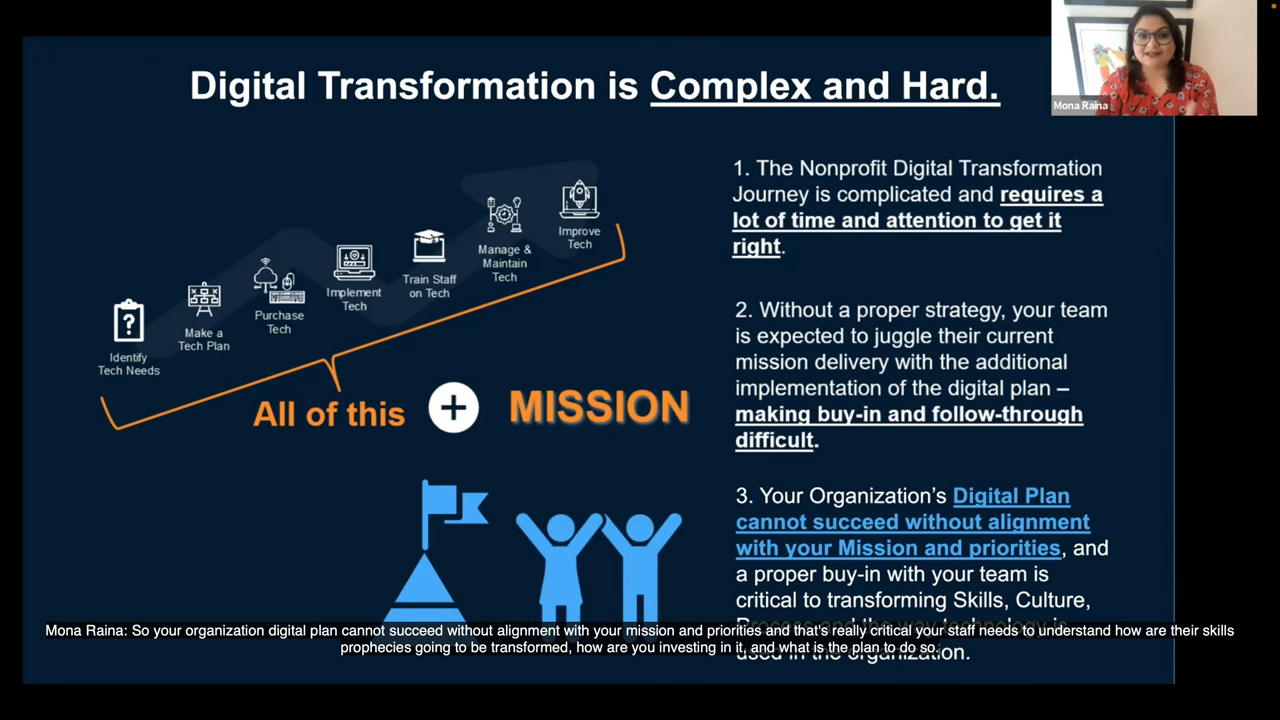 Digital Transformation is Complex and Hard.
Mona Raina
Identify
Tech Needs
Make a
Tech Plan
Purchase
Tech
Implement
Tech
Train Staff
on Tech
Manage &
Maintain
Tech
Improve
Tech
All of this
+
MISSION
1. The Nonprofit Digital Transformation
Journey is complicated and requires a
lot of time and attention to get it
right.
2. Without a proper strategy, your team
is expected to juggle their current
mission delivery with the additional
implementation of the digital plan –
making buy-in and follow-through
difficult.
3. Your Organization's Digital Plan
cannot succeed without alignment
with your Mission and priorities, and
a proper buy-in with your team is
critical to transforming Skills, Culture,
Process and the way technology is
used in the organization.
Mona Raina: So your organization digital plan cannot succeed without alignment with your mission and priorities and that's really critical your staff needs to understand how are their skills
prophecies going to be transformed, how are you investing in it, and what is the plan to do so.